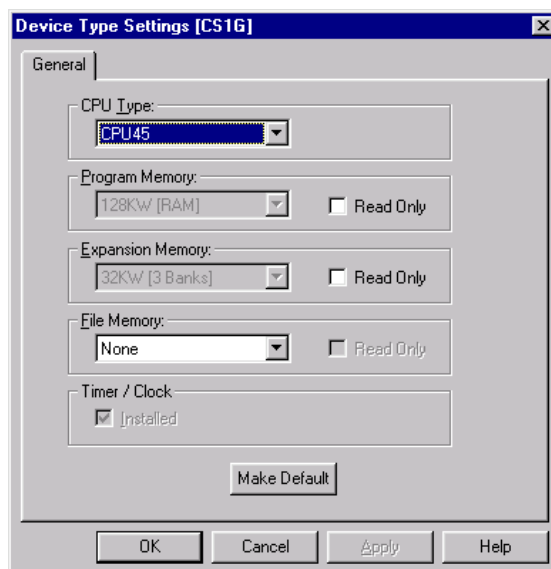 Device Type Settings [CS1G]
General
CPU Type:
CPU45
Program Memory:
128KW [RAM]
Read Only
Expansion Memory:
32KW [3 Banks]
Read Only
File Memory:
None
Read Only
Timer / Clock
Installed
Make Default
OK Cancel Apply Help